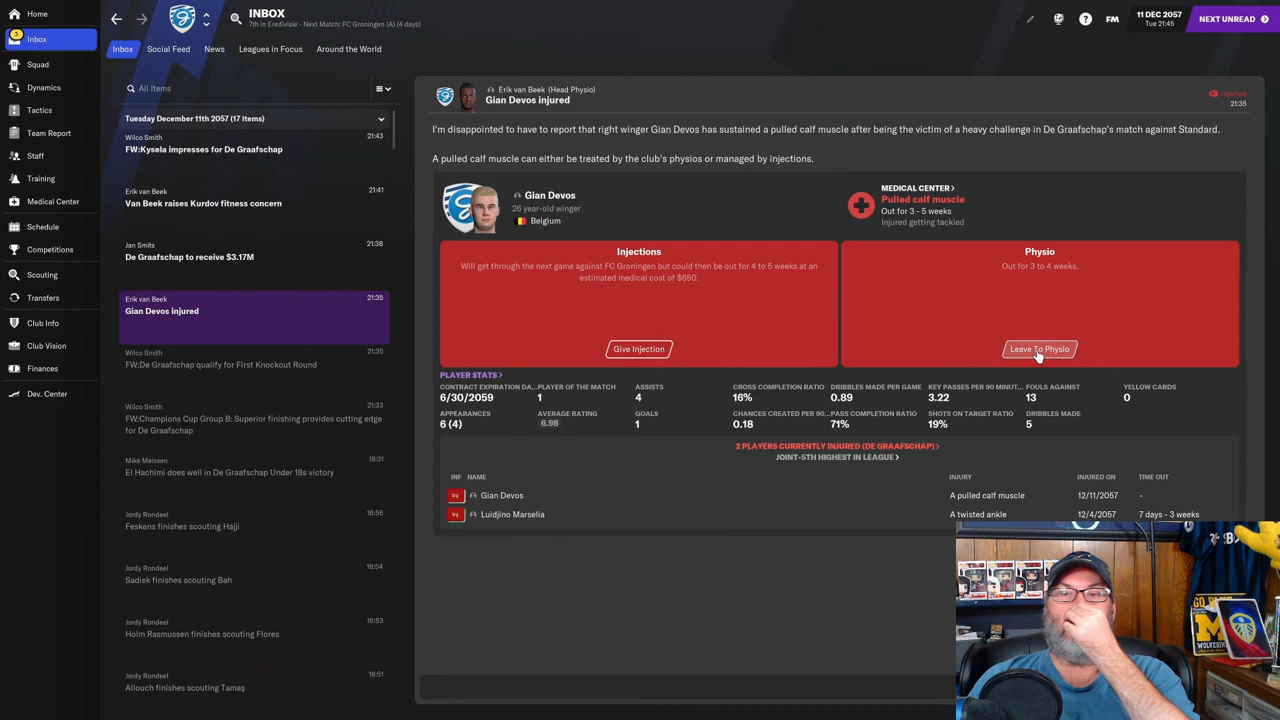 Home
3
Inbox
Squad
Dynamics
Tactics
Team Report
Staff
Training
Medical Center
Schedule
Competitions
Scouting
Transfers
Club Info
Club Vision
Finances
Dev. Center
INBOX
7th in Eredivisie - Next Match: FC Groningen (A) (4 days)
FM
11 DEC 2057
Tue 21:45
NEXT UNREAD
Inbox Social Feed News Leagues in Focus Around the World
All Items
Tuesday December 11th 2057 (17 items)
Wilco Smith 21:43
FW:Kysela impresses for De Graafschap
Erik van Beek 21:41
Van Beek raises Kurdov fitness concern
Jan Smits 21:38
De Graafschap to receive $3.17M
Erik van Beek 21:35
Gian Devos injured
Wilco Smith 21:35
FW:De Graafschap qualify for First Knockout Round
Wilco Smith 21:33
FW:Champions Cup Group B: Superior finishing provides cutting edge
for De Graafschap
Mike Meissen 18:31
El Hachimi does well in De Graafschap Under 18s victory
Jordy Rondeel 16:56
Feskens finishes scouting Hajji
Jordy Rondeel 16:54
Sadiek finishes scouting Bah
Jordy Rondeel 16:53
Holm Rasmussen finishes scouting Flores
Jordy Rondeel 16:51
Allouch finishes scouting Tamaş
Erik van Beek (Head Physio)
Gian Devos injured
Injuries
21:35
I'm disappointed to have to report that right winger Gian Devos has sustained a pulled calf muscle after being the victim of a heavy challenge in De Graafschap's match against Standard.
A pulled calf muscle can either be treated by the club's physios or managed by injections.
Gian Devos
26 year-old winger
Belgium
MEDICAL CENTER >
Pulled calf muscle
Out for 3 - 5 weeks
Injured getting tackled
Injections
Will get through the next game against FC Groningen but could then be out for 4 to 5 weeks at an
estimated medical cost of $650.
Give Injection
Physio
Out for 3 to 4 weeks.
Leave To Physio
PLAYER STATS >
CONTRACT EXPIRATION DA... PLAYER OF THE MATCH ASSISTS CROSS COMPLETION RATIO DRIBBLES MADE PER GAME KEY PASSES PER 90 MINUT... FOULS AGAINST YELLOW CARDS
6/30/2059 1 4 16% 0.89 3.22 13 0
APPEARANCES AVERAGE RATING GOALS CHANCES CREATED PER 90... PASS COMPLETION RATIO SHOTS ON TARGET RATIO DRIBBLES MADE
6 (4) 6.98 1 0.18 71% 19% 5
2 PLAYERS CURRENTLY INJURED (DE GRAAFSCHAP) >
JOINT-5TH HIGHEST IN LEAGUE >
INF NAME INJURY INJURED ON TIME OUT
Inj Gian Devos A pulled calf muscle 12/11/2057 -
Inj Luidjino Marselia A twisted ankle 12/4/2057 7 days - 3 weeks
GO BLUE
M
WOLVERINES